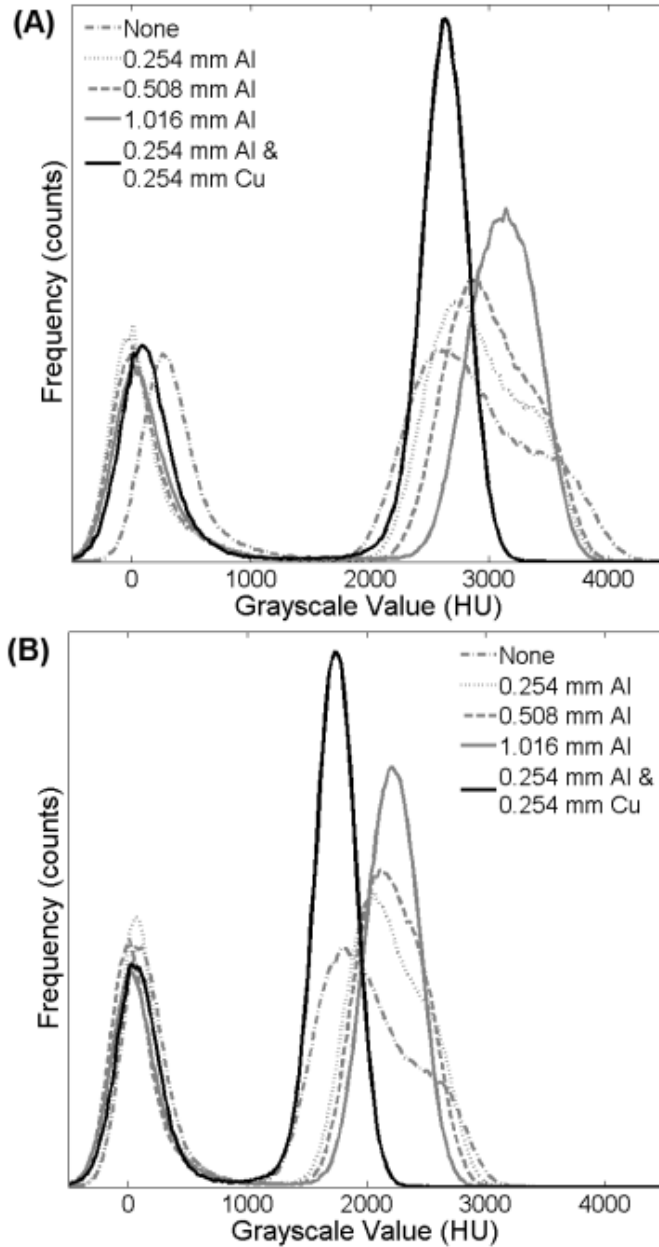 (A)
None
0.254 mm Al
0.508 mm Al
1.016 mm Al
0.254 mm Al &
0.254 mm Cu
Frequency (counts)
0 1000 2000 3000 4000
Grayscale Value (HU)
(B)
None
0.254 mm Al
0.508 mm Al
1.016 mm Al
0.254 mm Al &
0.254 mm Cu
Frequency (counts)
0 1000 2000 3000 4000
Grayscale Value (HU)